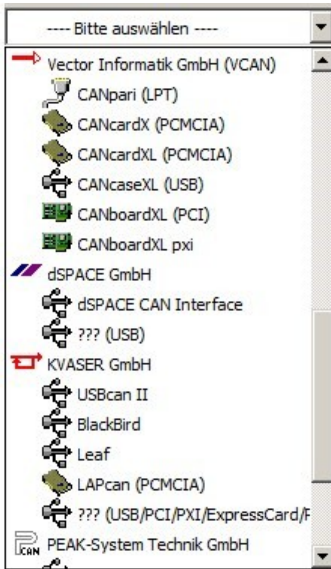 ---- Bitte auswählen ----
Vector Informatik GmbH (VCAN)
CANpari (LPT)
CANcardX (PCMCIA)
CANcardXL (PCMCIA)
CANcaseXL (USB)
CANboardXL (PCI)
CANboardXL pxi
dSPACE GmbH
dSPACE CAN Interface
??? (USB)
KVASER GmbH
USBcan II
BlackBird
Leaf
LAPcan (PCMCIA)
??? (USB/PCI/PXI/ExpressCard/F
PCAN PEAK-System Technik GmbH